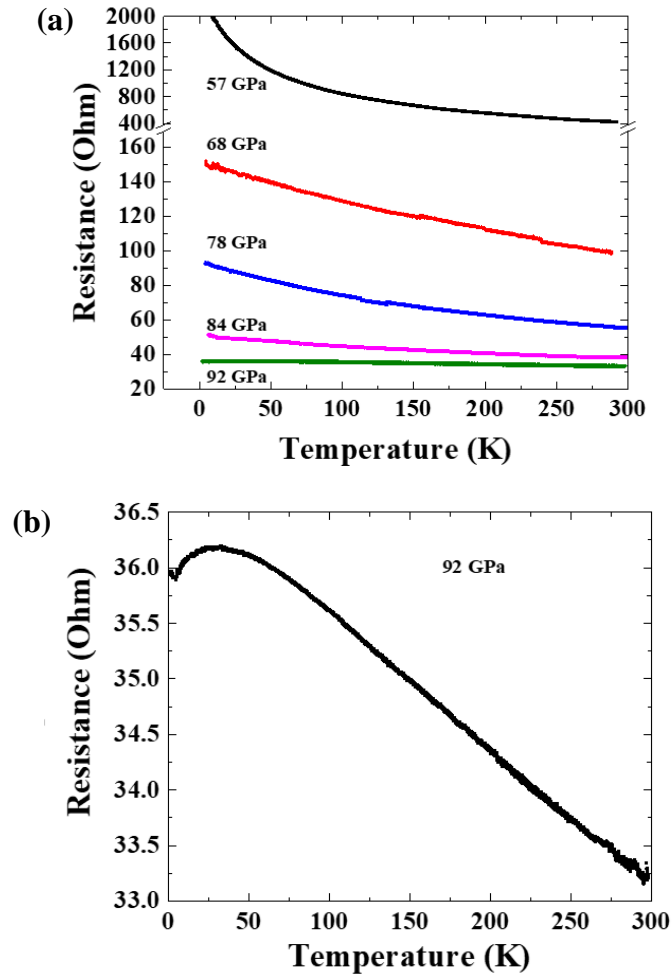 (a)
2000
1600
1200
800
400
160
140
120
100
80
60
40
20
57 GPa
68 GPa
78 GPa
84 GPa
92 GPa
Resistance (Ohm)
0 50 100 150 200 250 300
Temperature (K)
(b)
36.5
36.0
35.5
35.0
34.5
34.0
33.5
33.0
92 GPa
Resistance (Ohm)
0 50 100 150 200 250 300
Temperature (K)